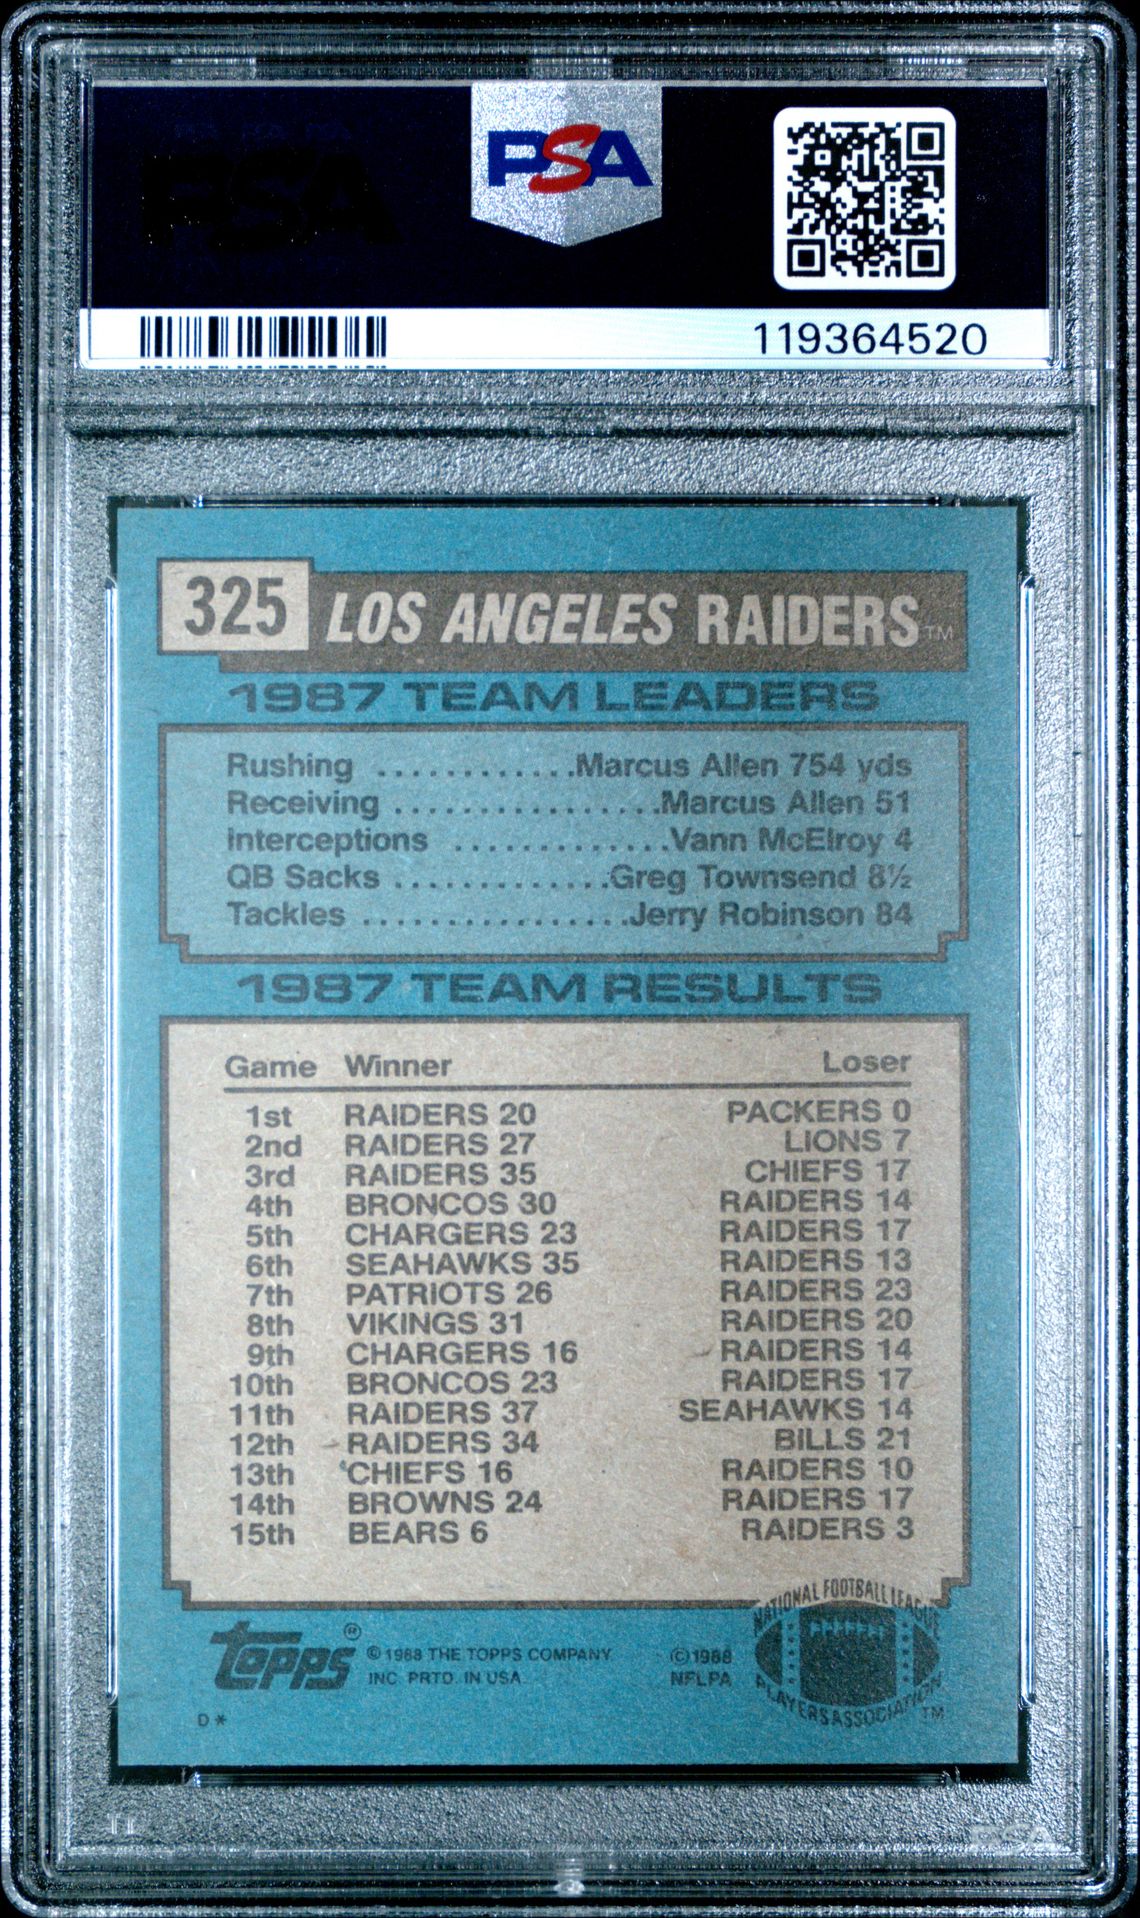 PSA
119364520
325 LOS ANGELES RAIDERS™
1987 TEAM LEADERS
Rushing ............Marcus Allen 754 yds
Receiving ................Marcus Allen 51
Interceptions .............Vann McElroy 4
QB Sacks .............Greg Townsend 8½
Tackles ................Jerry Robinson 84
1987 TEAM RESULTS
Game Winner Loser
1st RAIDERS 20 PACKERS 0
2nd RAIDERS 27 LIONS 7
3rd RAIDERS 35 CHIEFS 17
4th BRONCOS 30 RAIDERS 14
5th CHARGERS 23 RAIDERS 17
6th SEAHAWKS 35 RAIDERS 13
7th PATRIOTS 26 RAIDERS 23
8th VIKINGS 31 RAIDERS 20
9th CHARGERS 16 RAIDERS 14
10th BRONCOS 23 RAIDERS 17
11th RAIDERS 37 SEAHAWKS 14
12th RAIDERS 34 BILLS 21
13th CHIEFS 16 RAIDERS 10
14th BROWNS 24 RAIDERS 17
15th BEARS 6 RAIDERS 3
topps® © 1988 THE TOPPS COMPANY
INC PRTD. IN USA
© 1988
NFLPA
NATIONAL FOOTBALL LEAGUE
PLAYERS ASSOCIATION ™
D*
PSA